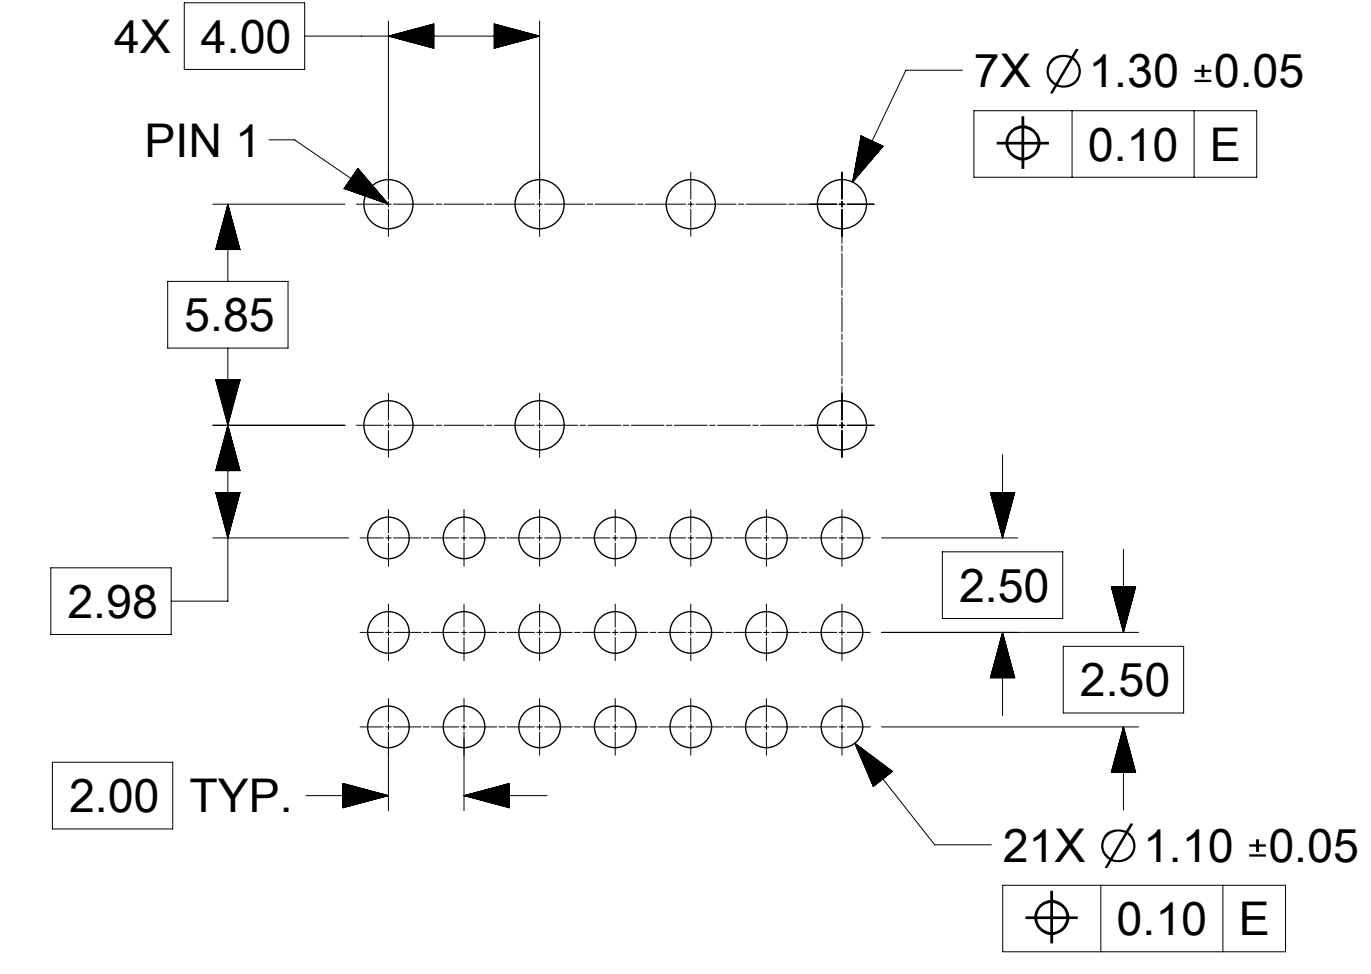 4X 4.00
7X ∅ 1.30 ±0.05
⌖ 0.10 E
PIN 1
5.85
2.98
2.50
2.50
2.00 TYP.
21X ∅ 1.10 ±0.05
⌖ 0.10 E